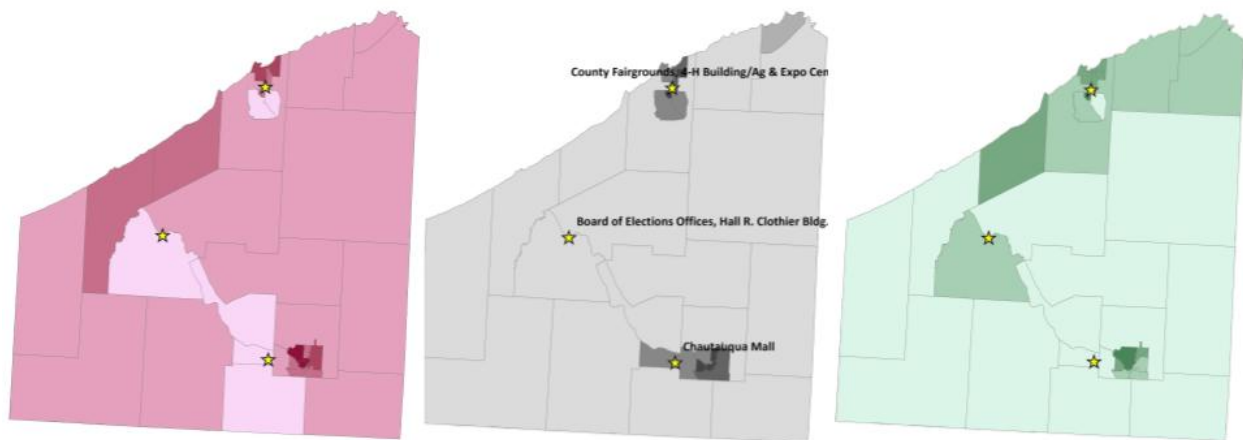 County Fairgrounds, 4-H Building/Ag & Expo Cen
Board of Elections Offices, Hall R. Clothier Bldg.
Chautauqua Mall